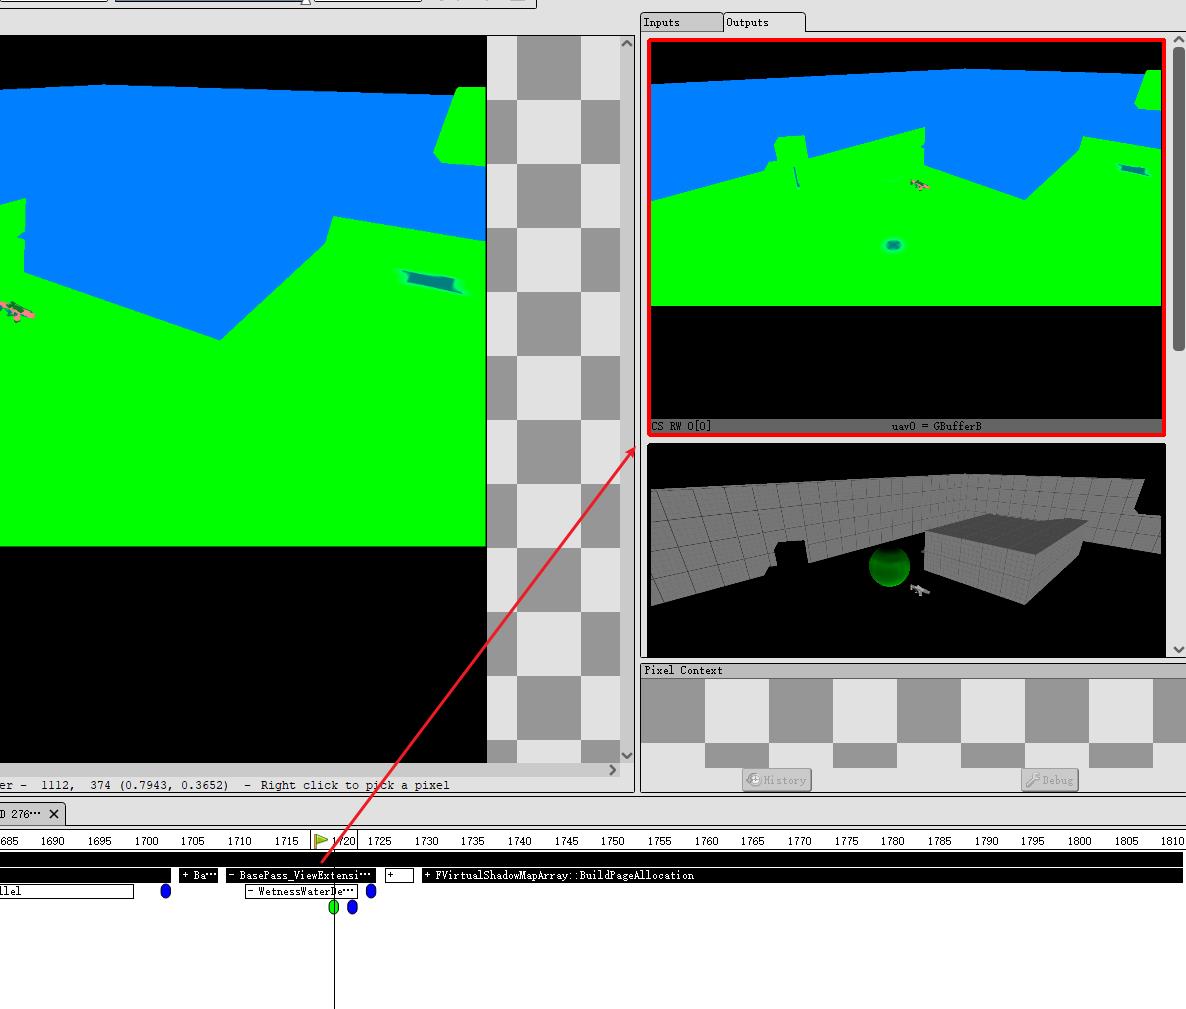 Inputs
Outputs
CS RW 0[0]
uav0 = GBufferB
Pixel Context
History
Debug
er - 1112, 374 (0.7943, 0.3652) - Right click to pick a pixel
D 276…
685 1690 1695 1700 1705 1710 1715 1720 1725 1730 1735 1740 1745 1750 1755 1760 1765 1770 1775 1780 1785 1790 1795 1800 1805 1810
+ Ba…
- BasePass_ViewExtensi…
+
+ FVirtualShadowMapArray::BuildPageAllocation
llel
- WetnessWaterDe…